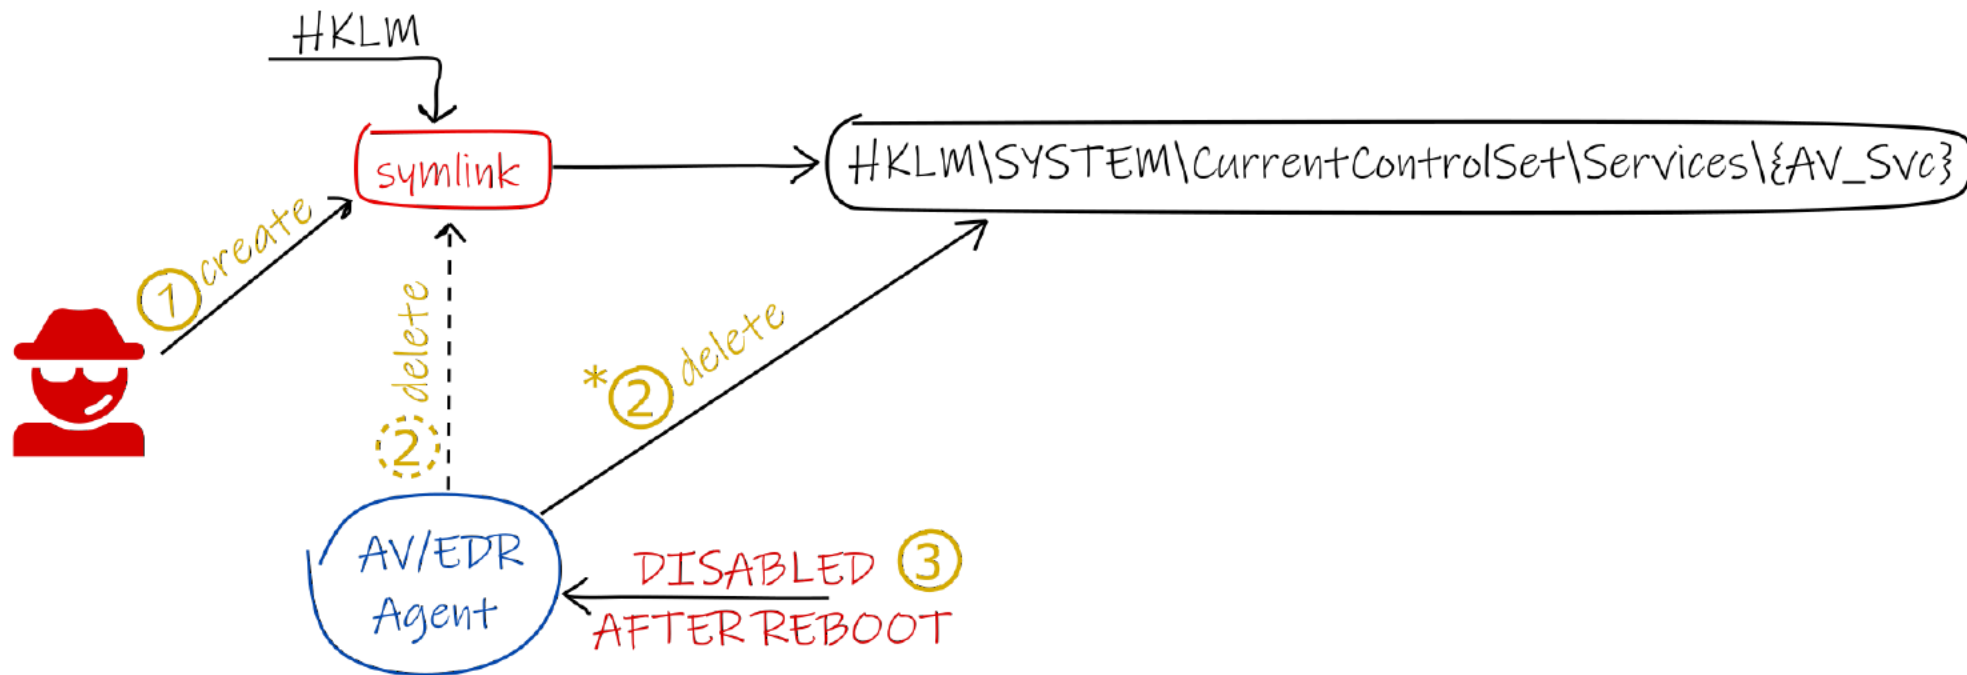 HKLM
symlink
HKLM\SYSTEM\CurrentControlSet\Services\{AV_Svc}
1 create
2 delete
*2 delete
AV/EDR
Agent
DISABLED 3
AFTER REBOOT